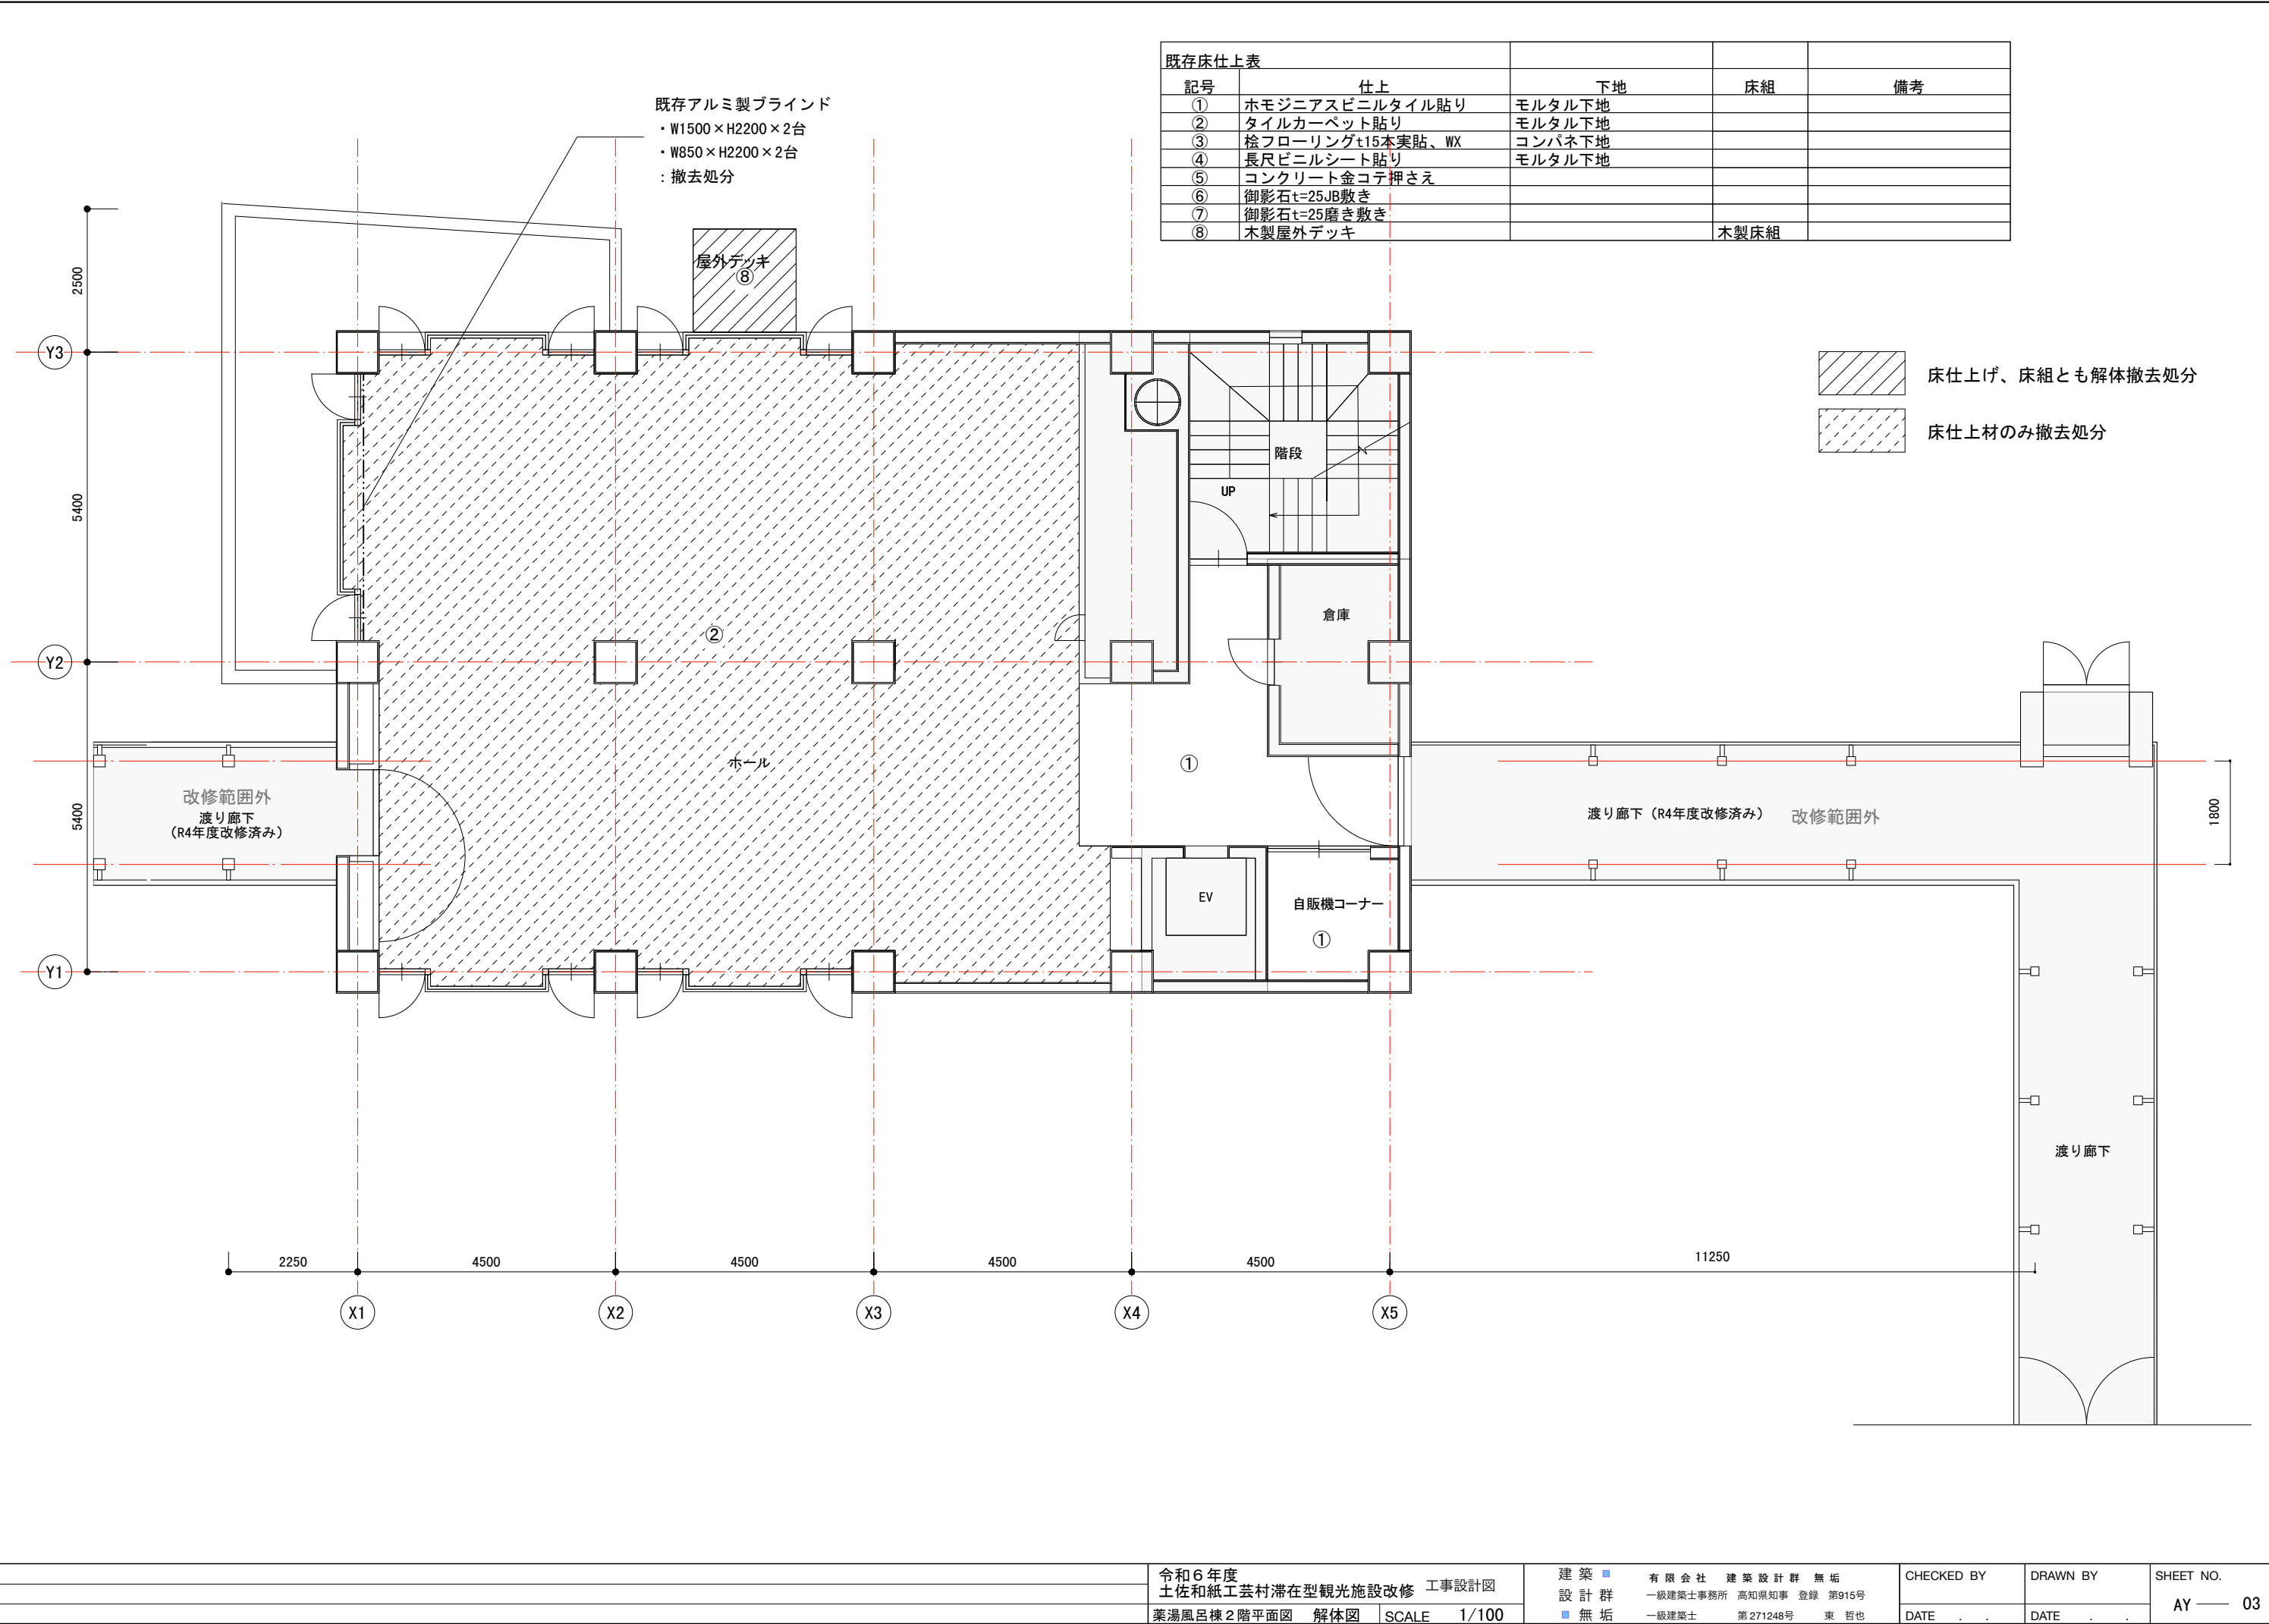 既存床仕上表
記号 仕上 下地 床組 備考
① ホモジニアスビニルタイル貼り モルタル下地
② タイルカーペット貼り モルタル下地
③ 桧フローリングt15本実貼、WX コンパネ下地
④ 長尺ビニルシート貼り モルタル下地
⑤ コンクリート金コテ押さえ
⑥ 御影石t=25JB敷き
⑦ 御影石t=25磨き敷き
⑧ 木製屋外デッキ 木製床組
既存アルミ製ブラインド
・W1500×H2200×2台
・W850×H2200×2台
：撤去処分
屋外デッキ
⑧
2500
Y3
5400
Y2
5400
Y1
床仕上げ、床組とも解体撤去処分
床仕上材のみ撤去処分
階段
UP
倉庫
②
ホール
①
改修範囲外
渡り廊下
（R4年度改修済み）
渡り廊下（R4年度改修済み） 改修範囲外
1800
EV
自販機コーナー
①
渡り廊下
2250 4500 4500 4500 4500 11250
X1 X2 X3 X4 X5
令和６年度
土佐和紙工芸村滞在型観光施設改修 工事設計図
薬湯風呂棟２階平面図 解体図 SCALE 1/100
建築
設計群
無垢
有限会社 建築設計群 無垢
一級建築士事務所 高知県知事 登録 第915号
一級建築士 第271248号 東 哲也
CHECKED BY
DATE . .
DRAWN BY
DATE . .
SHEET NO.
AY — 03